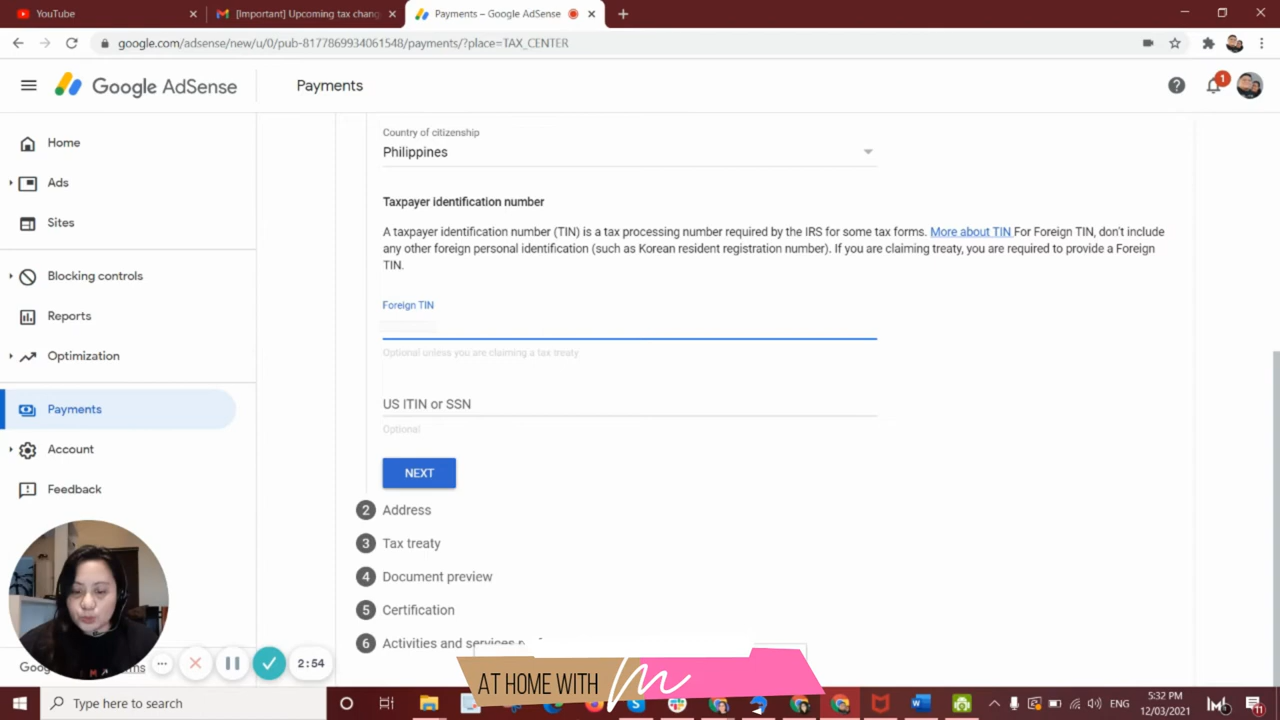 YouTube
[Important] Upcoming tax chang
Payments – Google AdSense
google.com/adsense/new/u/0/pub-8177869934061548/payments/?place=TAX_CENTER
Google AdSense
Payments
1
Home
Ads
Sites
Blocking controls
Reports
Optimization
Payments
Account
Feedback
Country of citizenship
Philippines
Taxpayer identification number
A taxpayer identification number (TIN) is a tax processing number required by the IRS for some tax forms. More about TIN For Foreign TIN, don't include
any other foreign personal identification (such as Korean resident registration number). If you are claiming treaty, you are required to provide a Foreign
TIN.
Foreign TIN
Optional unless you are claiming a tax treaty
US ITIN or SSN
Optional
NEXT
2 Address
3 Tax treaty
4 Document preview
5 Certification
6 Activities and services
2:54
AT HOME WITH M
Type here to search
ENG
5:32 PM
12/03/2021
11